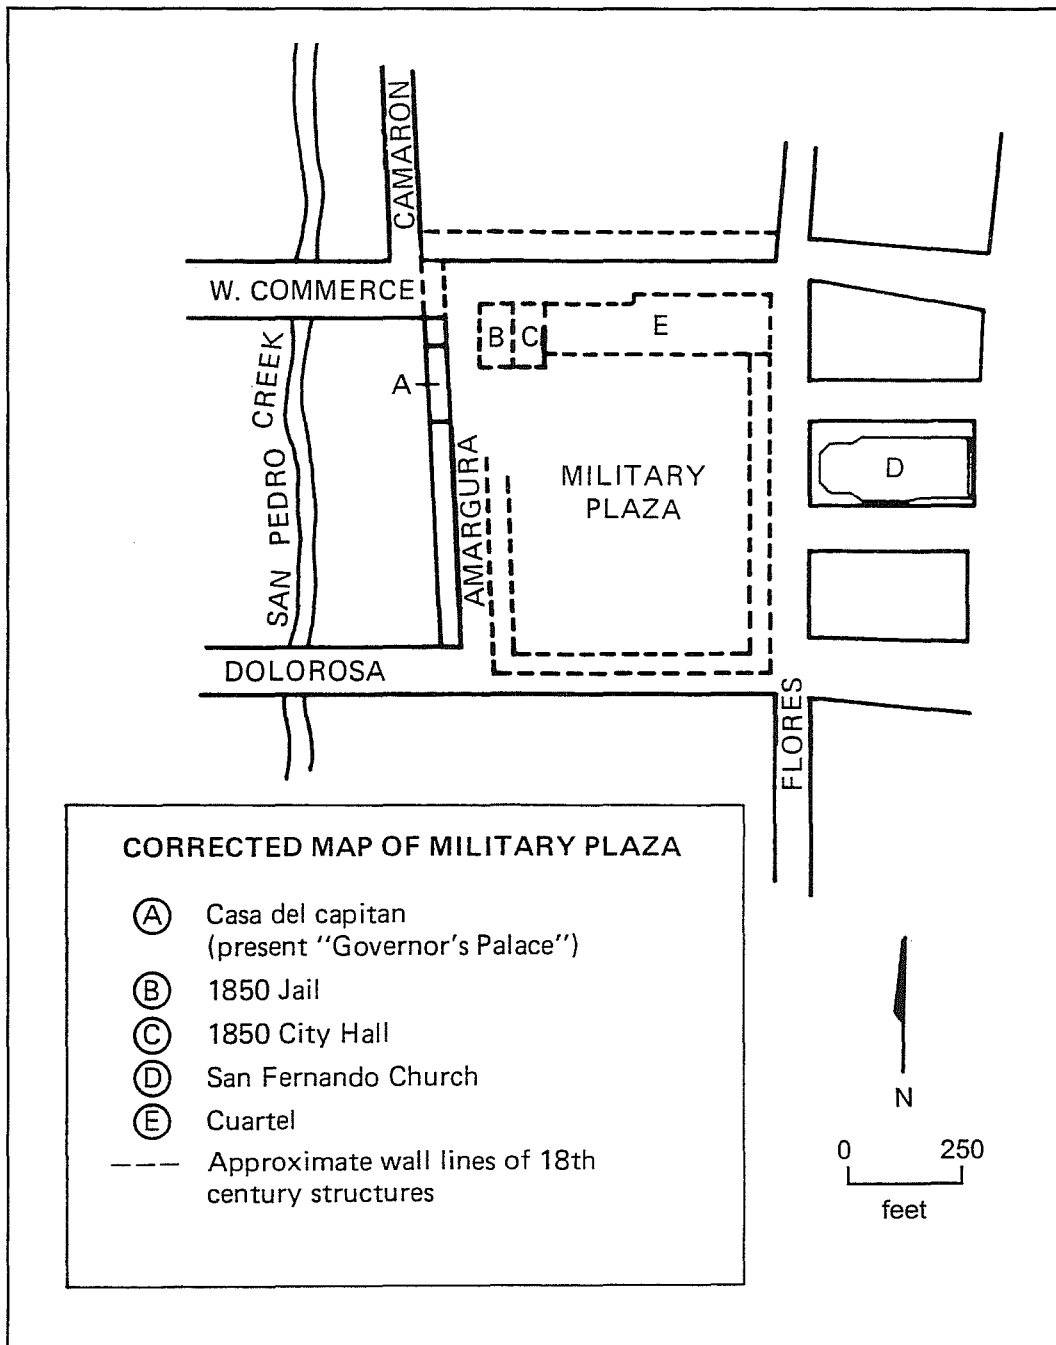 CAMARON
W. COMMERCE
B
C
E
A
SAN PEDRO CREEK
AMARGURA
MILITARY
PLAZA
D
DOLOROSA
FLORES
CORRECTED MAP OF MILITARY PLAZA
A Casa del capitan
(present "Governor's Palace")
B 1850 Jail
C 1850 City Hall
D San Fernando Church
E Cuartel
---- Approximate wall lines of 18th
century structures
N
0 250
feet